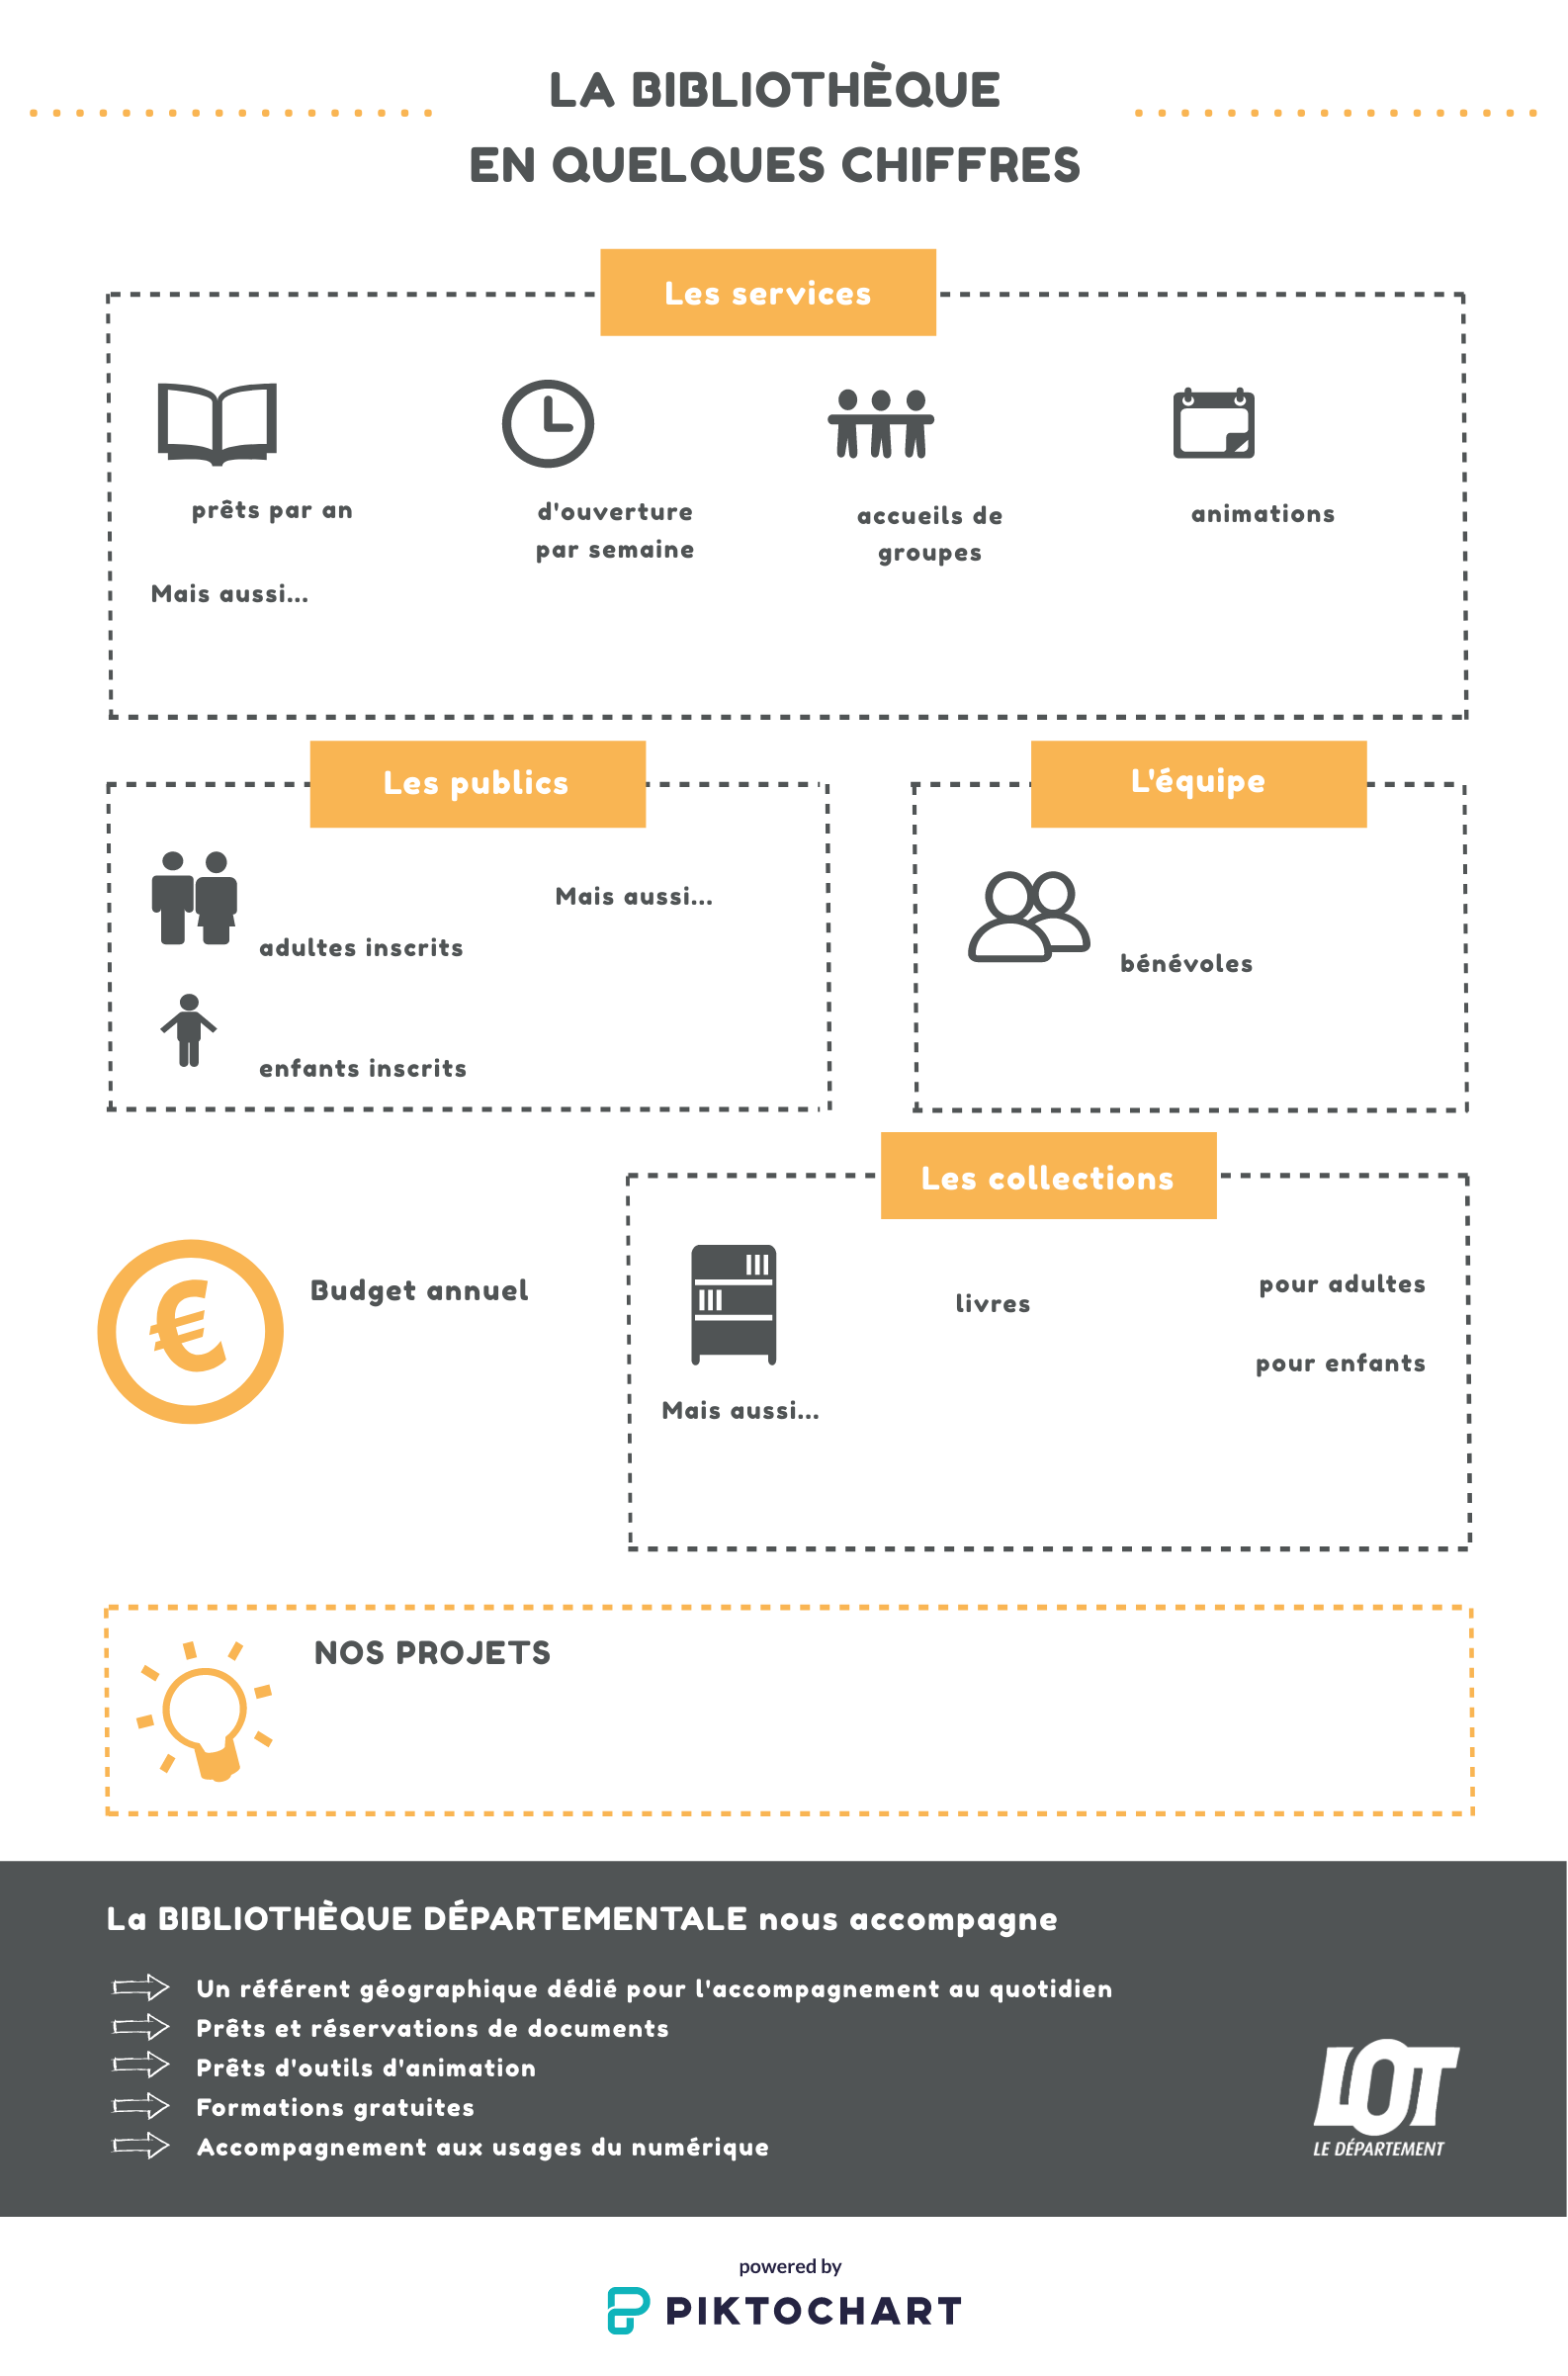 LA BIBLIOTHÈQUE
EN QUELQUES CHIFFRES
Les services
prêts par an
d'ouverture
par semaine
accueils de
groupes
animations
Mais aussi...
Les publics
adultes inscrits
Mais aussi...
enfants inscrits
L'équipe
bénévoles
Budget annuel
Les collections
livres
pour adultes
pour enfants
Mais aussi...
NOS PROJETS
La BIBLIOTHÈQUE DÉPARTEMENTALE nous accompagne
Un référent géographique dédié pour l'accompagnement au quotidien
Prêts et réservations de documents
Prêts d'outils d'animation
Formations gratuites
Accompagnement aux usages du numérique
LOT
LE DÉPARTEMENT
powered by
PIKTOCHART